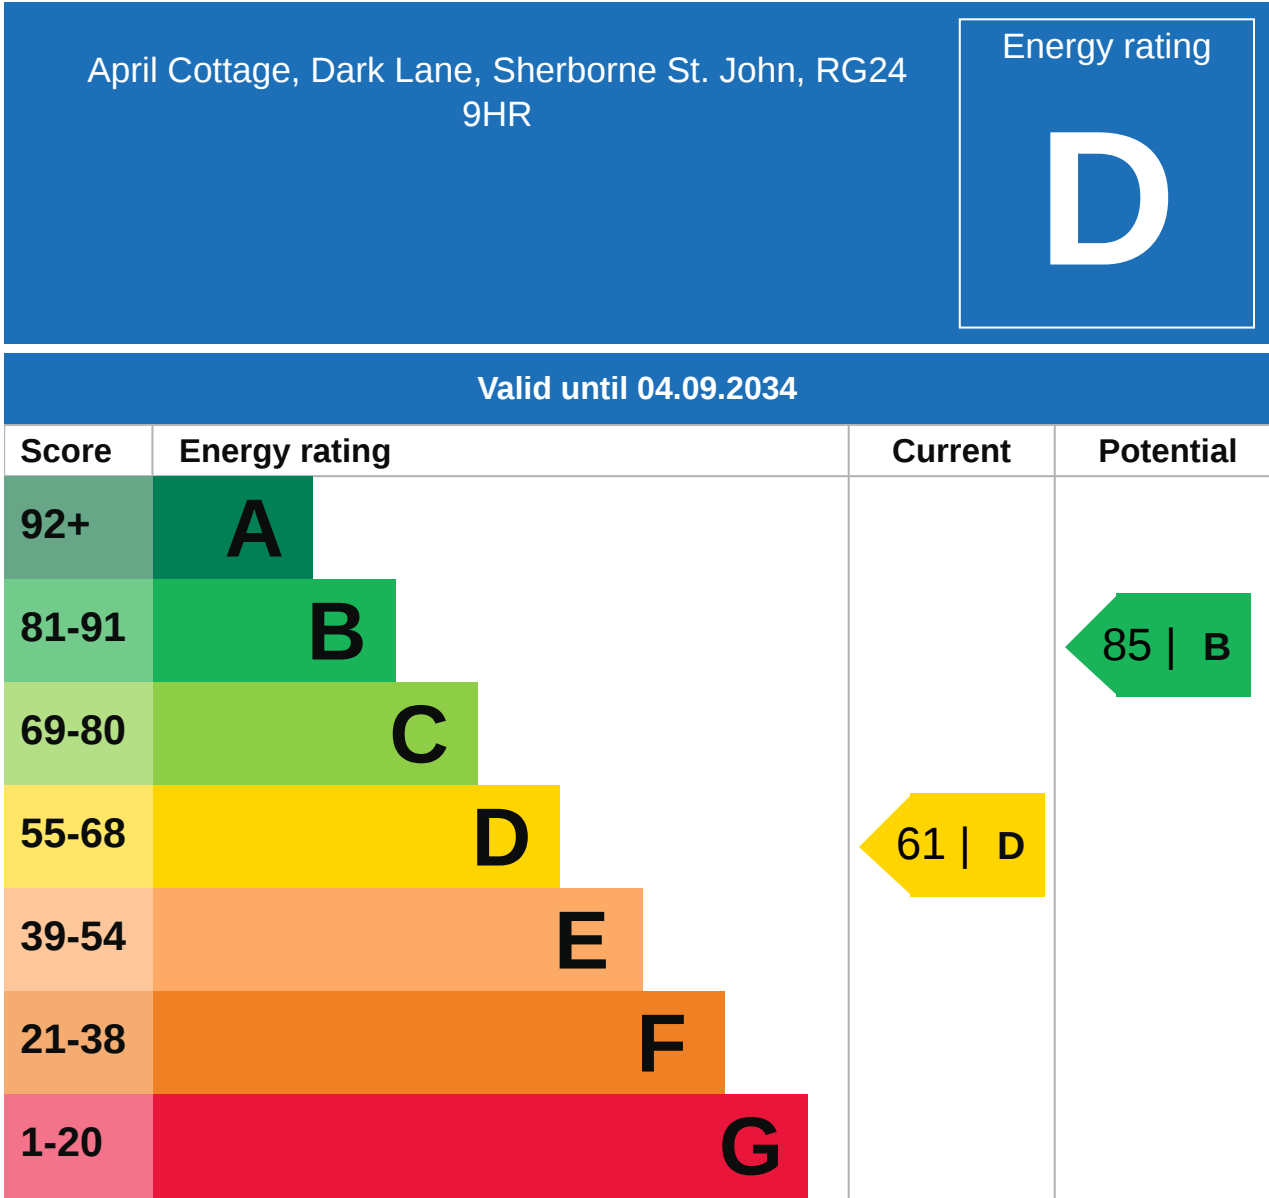 April Cottage, Dark Lane, Sherborne St. John, RG24
9HR
Energy rating
D
Valid until 04.09.2034
Score Energy rating Current Potential
92+ A
81-91 B
85 | B
69-80 C
55-68 D
61 | D
39-54 E
21-38 F
1-20 G